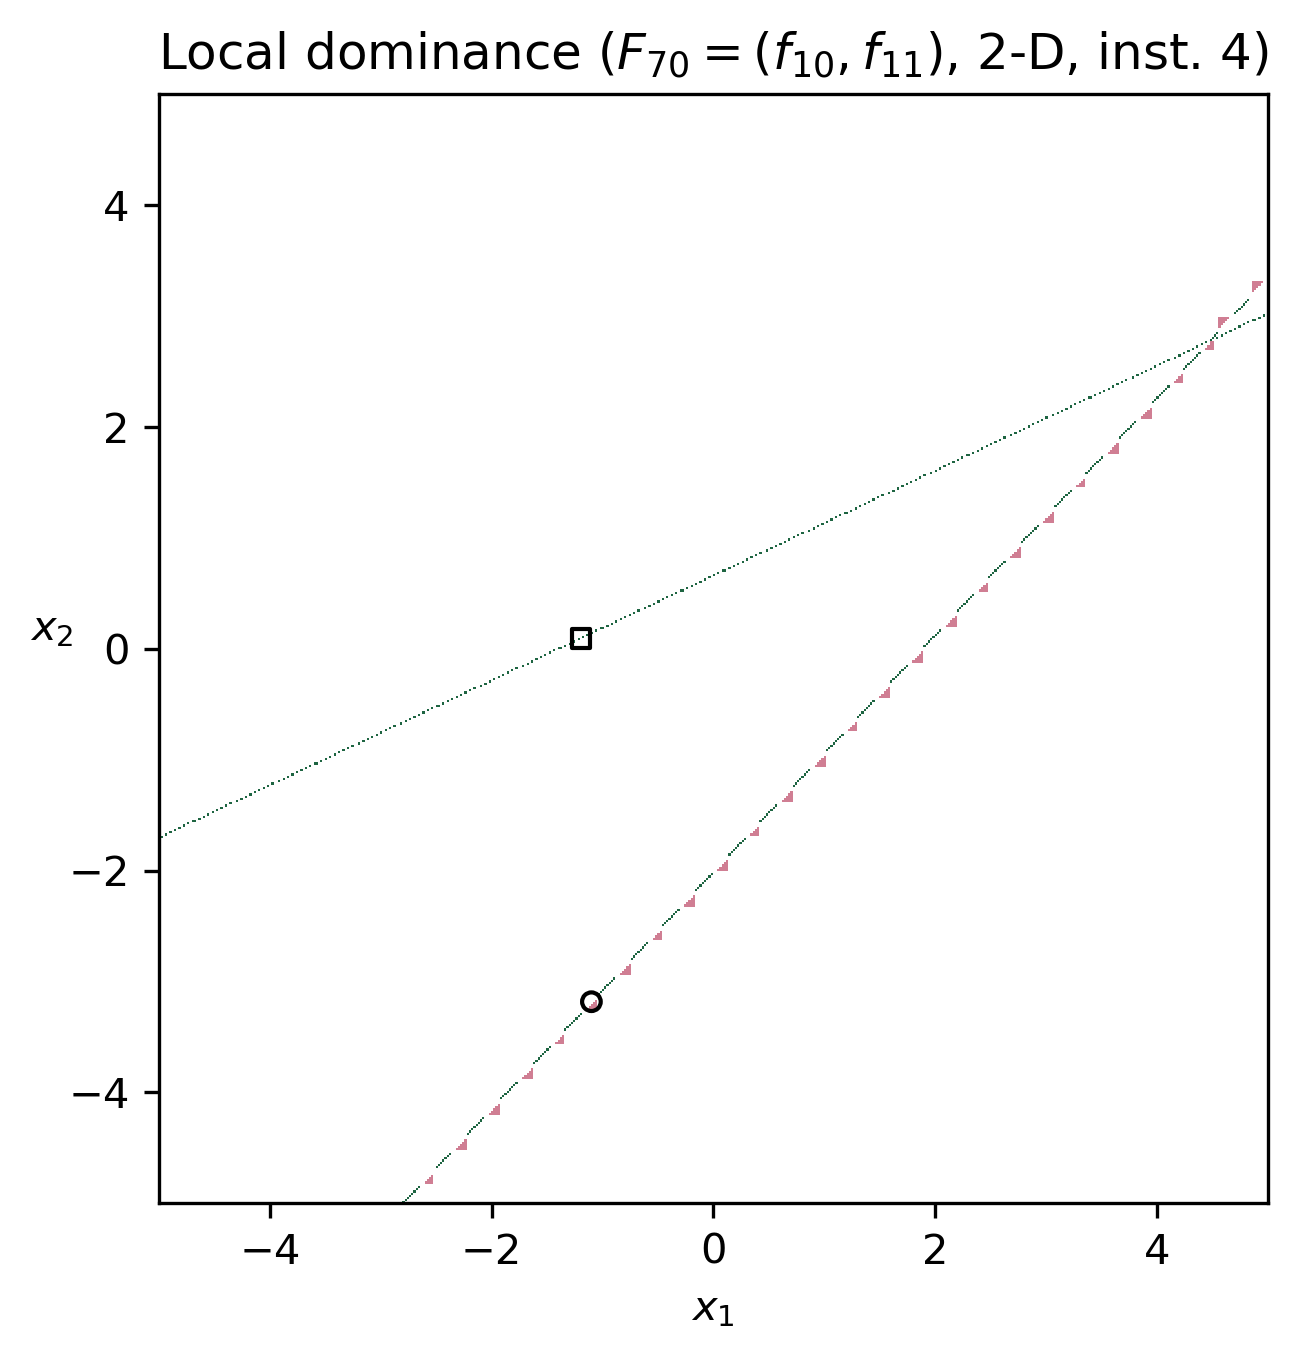 Local dominance (F₇₀ = (f₁₀, f₁₁), 2-D, inst. 4)
4
2
x₂
0
−2
−4
−4 −2 0 2 4
x₁